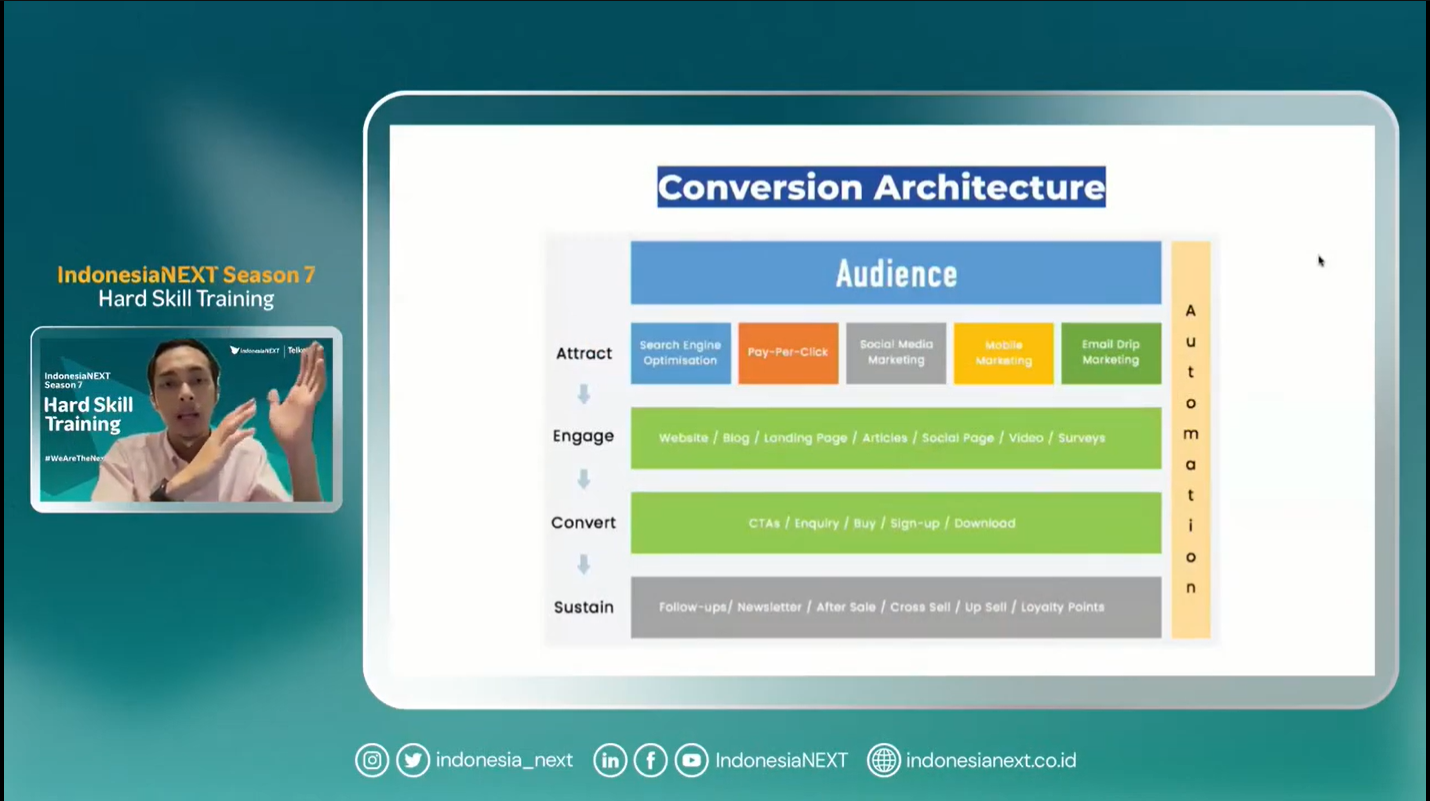 IndonesiaNEXT Season 7
Hard Skill Training
IndonesiaNEXT
IndonesiaNEXT
Season 7
Hard Skill
Training
Conversion Architecture
Audience
Attract
Search Engine
Optimisation
Pay-Per-Click
Social Media
Marketing
Mobile
Marketing
Email Drip
Marketing
Engage
Website / Blog / Landing Page / Articles / Social Page / Video / Surveys
Convert
CTAs / Enquiry / Buy / Sign-up / Download
Sustain
Follow-ups/ Newsletter / After Sale / Cross Sell / Up Sell / Loyalty Points
Automation
indonesia_next
IndonesiaNEXT
indonesianext.co.id